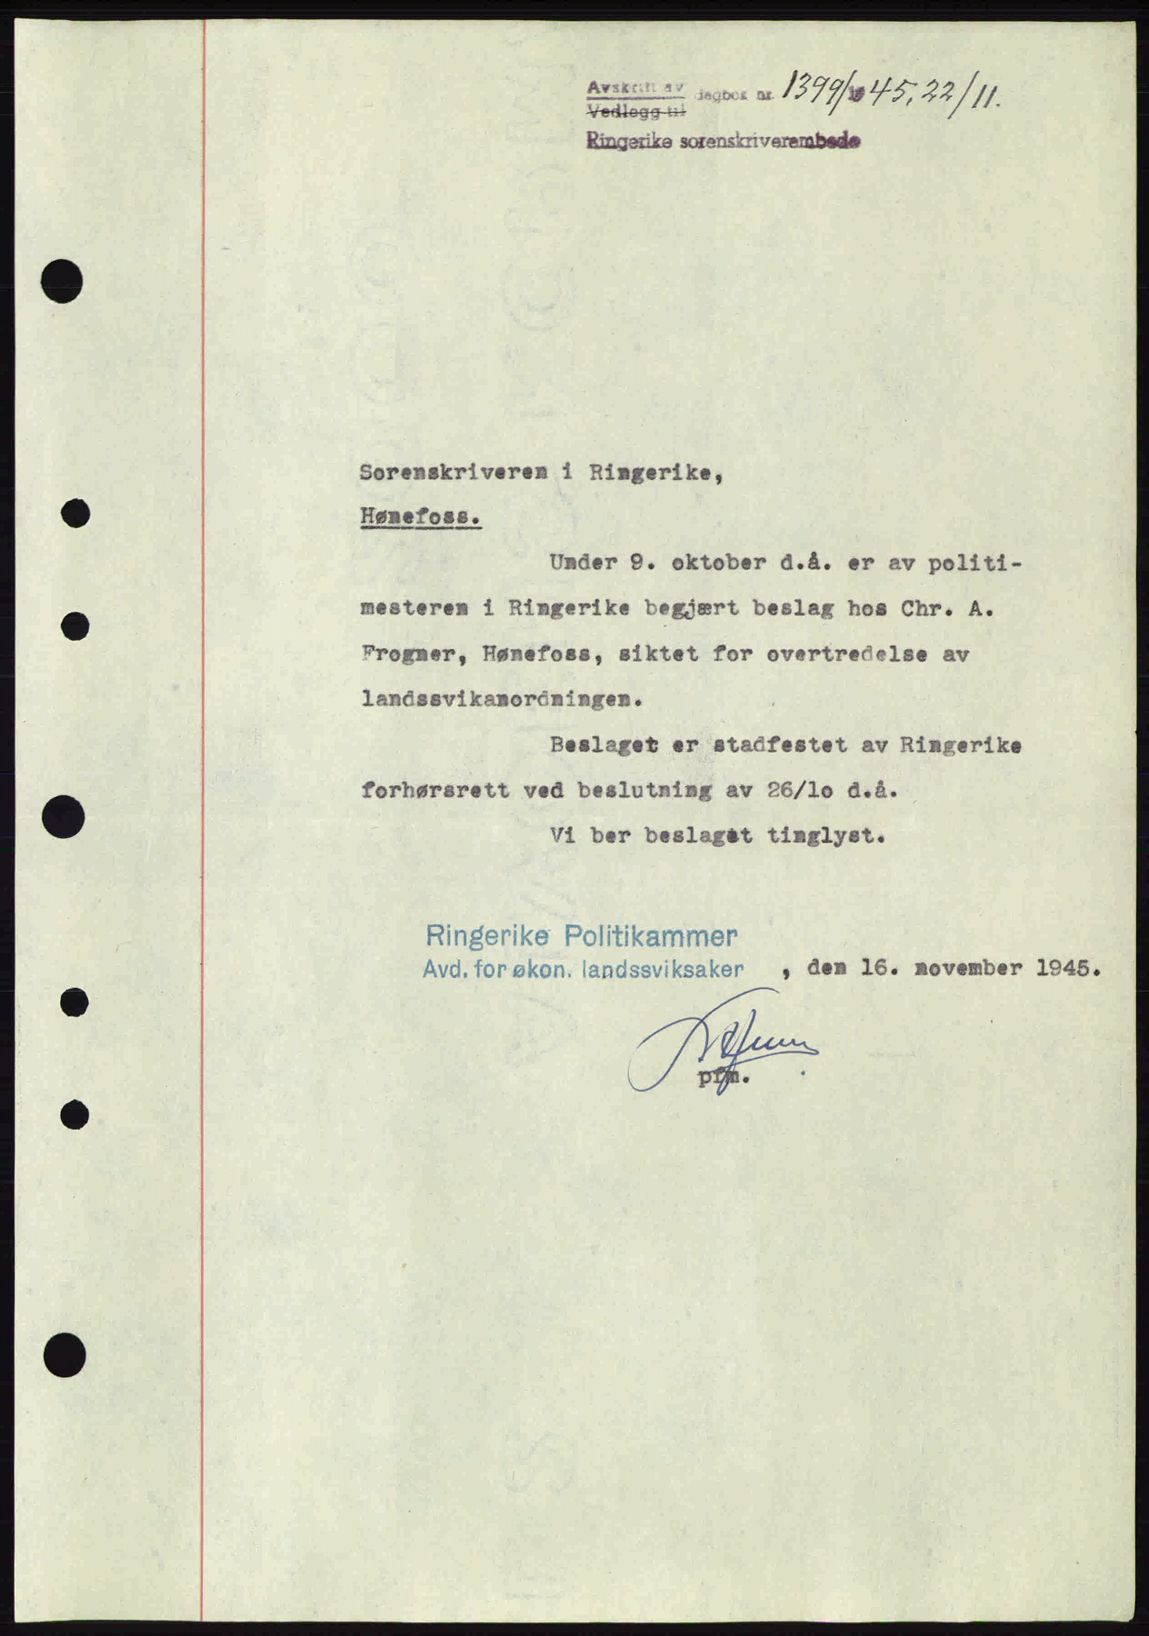 Avskrift av
Vedlegg til dagbok nr. 1399/1945, 22/11.
Ringerike sorenskriverembede
Sorenskriveren i Ringerike,
Hønefoss.
Under 9. oktober d.å. er av politi-
mesteren i Ringerike begjært beslag hos Chr. A.
Frogner, Hønefoss, siktet for overtredelse av
landssvikanordningen.
Beslaget er stadfestet av Ringerike
forhørsrett ved beslutning av 26/lo d.å.
Vi ber beslaget tinglyst.
Ringerike Politikammer
Avd. for økon. landssviksaker , den 16. november 1945.
pfm.